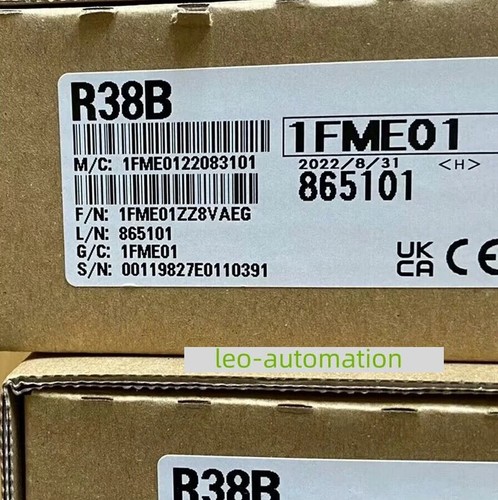 R38B
1FME01
M/C: 1FME0122083101
2022/8/31 <H>
865101
F/N: 1FME01ZZ8VAEG
L/N: 865101
G/C: 1FME01
S/N: 00119827E0110391
UK
CA CE
leo-automation
R38B